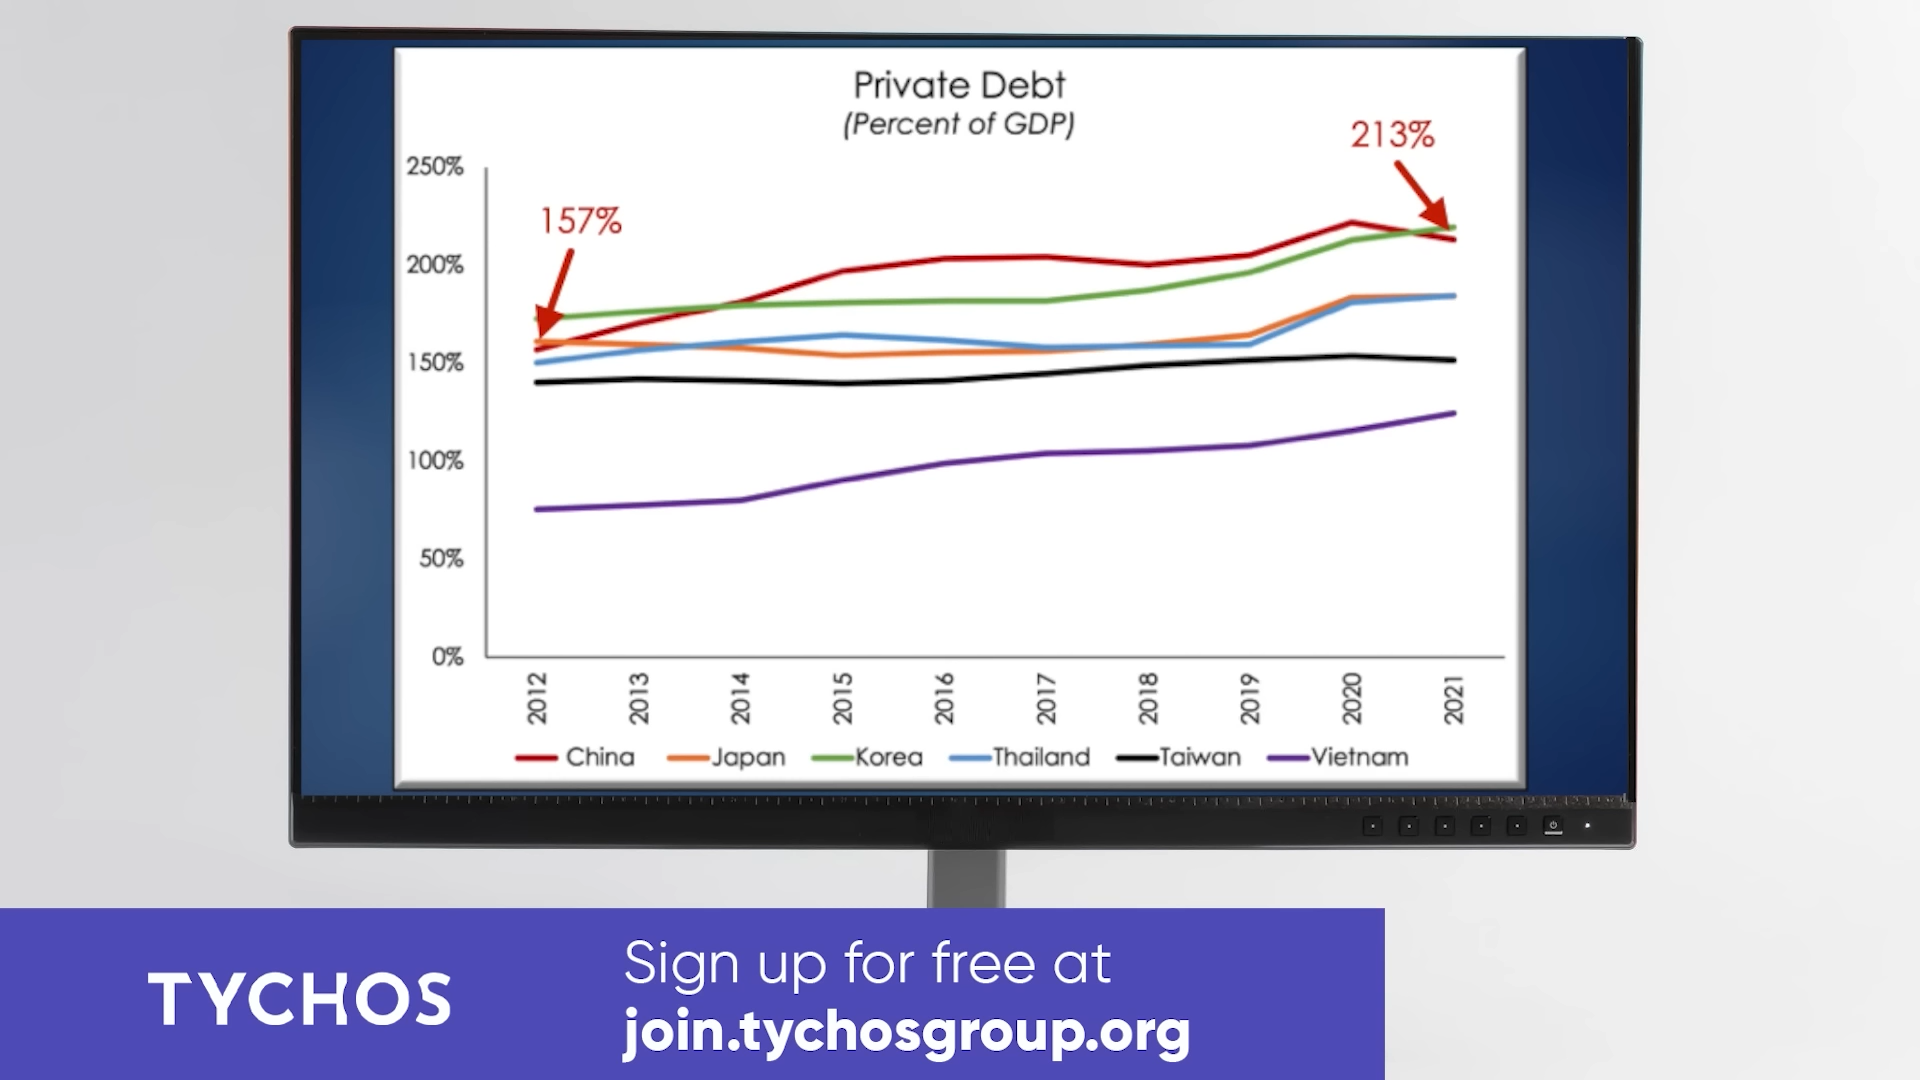 Private Debt
(Percent of GDP)
213%
157%
250%
200%
150%
100%
50%
0%
2012
2013
2014
2015
2016
2017
2018
2019
2020
2021
China
Japan
Korea
Thailand
Taiwan
Vietnam
TYCHOS
Sign up for free at
join.tychosgroup.org